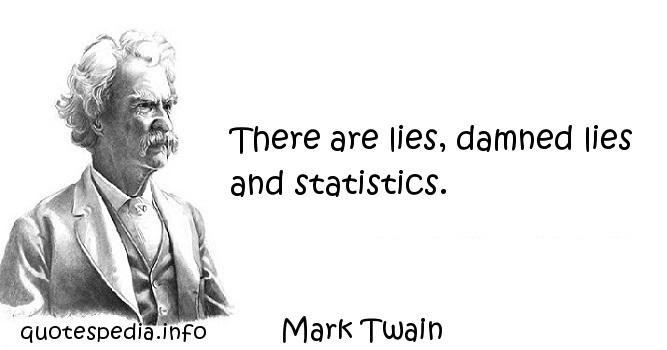 There are lies, damned lies
and statistics.
quotespedia.info
Mark Twain